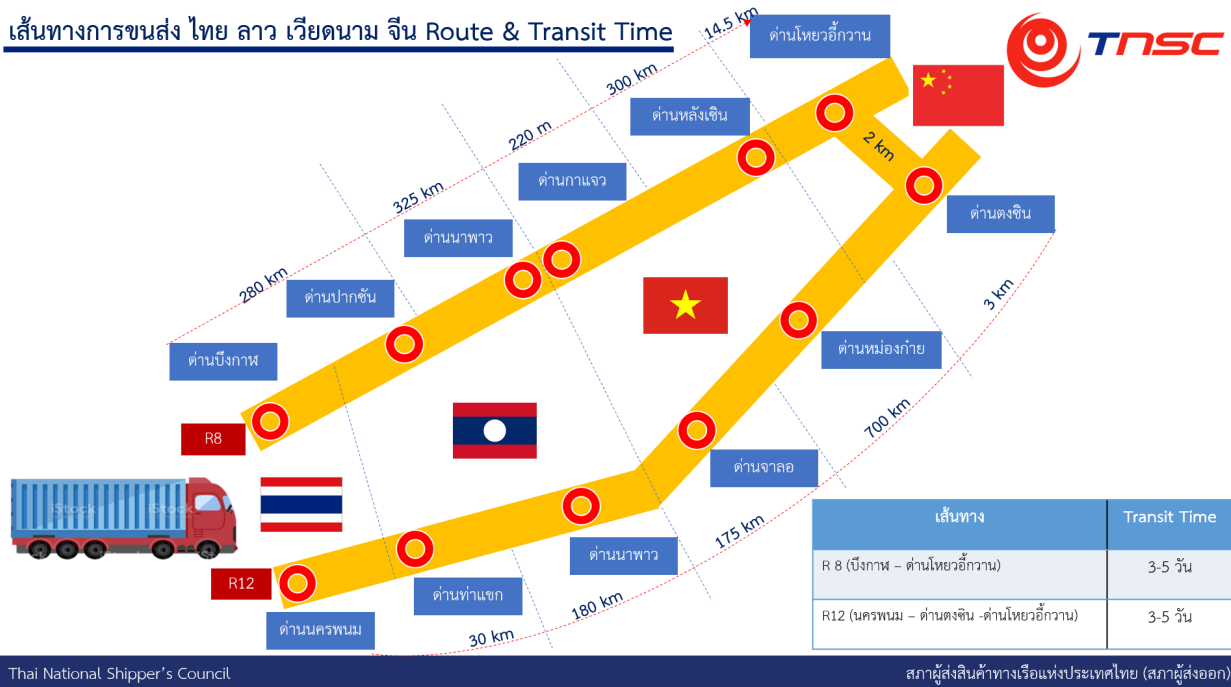 เส้นทางการขนส่ง ไทย ลาว เวียดนาม จีน Route & Transit Time
TNSC
14.5 km
ด่านโหยวอี้กวาน
300 km
ด่านหลังเซิน
220 m
2 km
ด่านกาแจว
325 km
ด่านตงซิน
ด่านนาพาว
280 km
ด่านปากซัน
3 km
ด่านบึงกาฬ
ด่านหม่องก๋าย
R8
700 km
ด่านจาลอ
iStock
iStock
175 km
ด่านนาพาว
R12
ด่านท่าแขก
180 km
ด่านนครพนม
30 km
เส้นทาง Transit Time
R 8 (บึงกาฬ – ด่านโหยวอี้กวาน) 3-5 วัน
R12 (นครพนม – ด่านตงซิน -ด่านโหยวอี้กวาน) 3-5 วัน
Thai National Shipper's Council
สภาผู้ส่งสินค้าทางเรือแห่งประเทศไทย (สภาผู้ส่งออก)